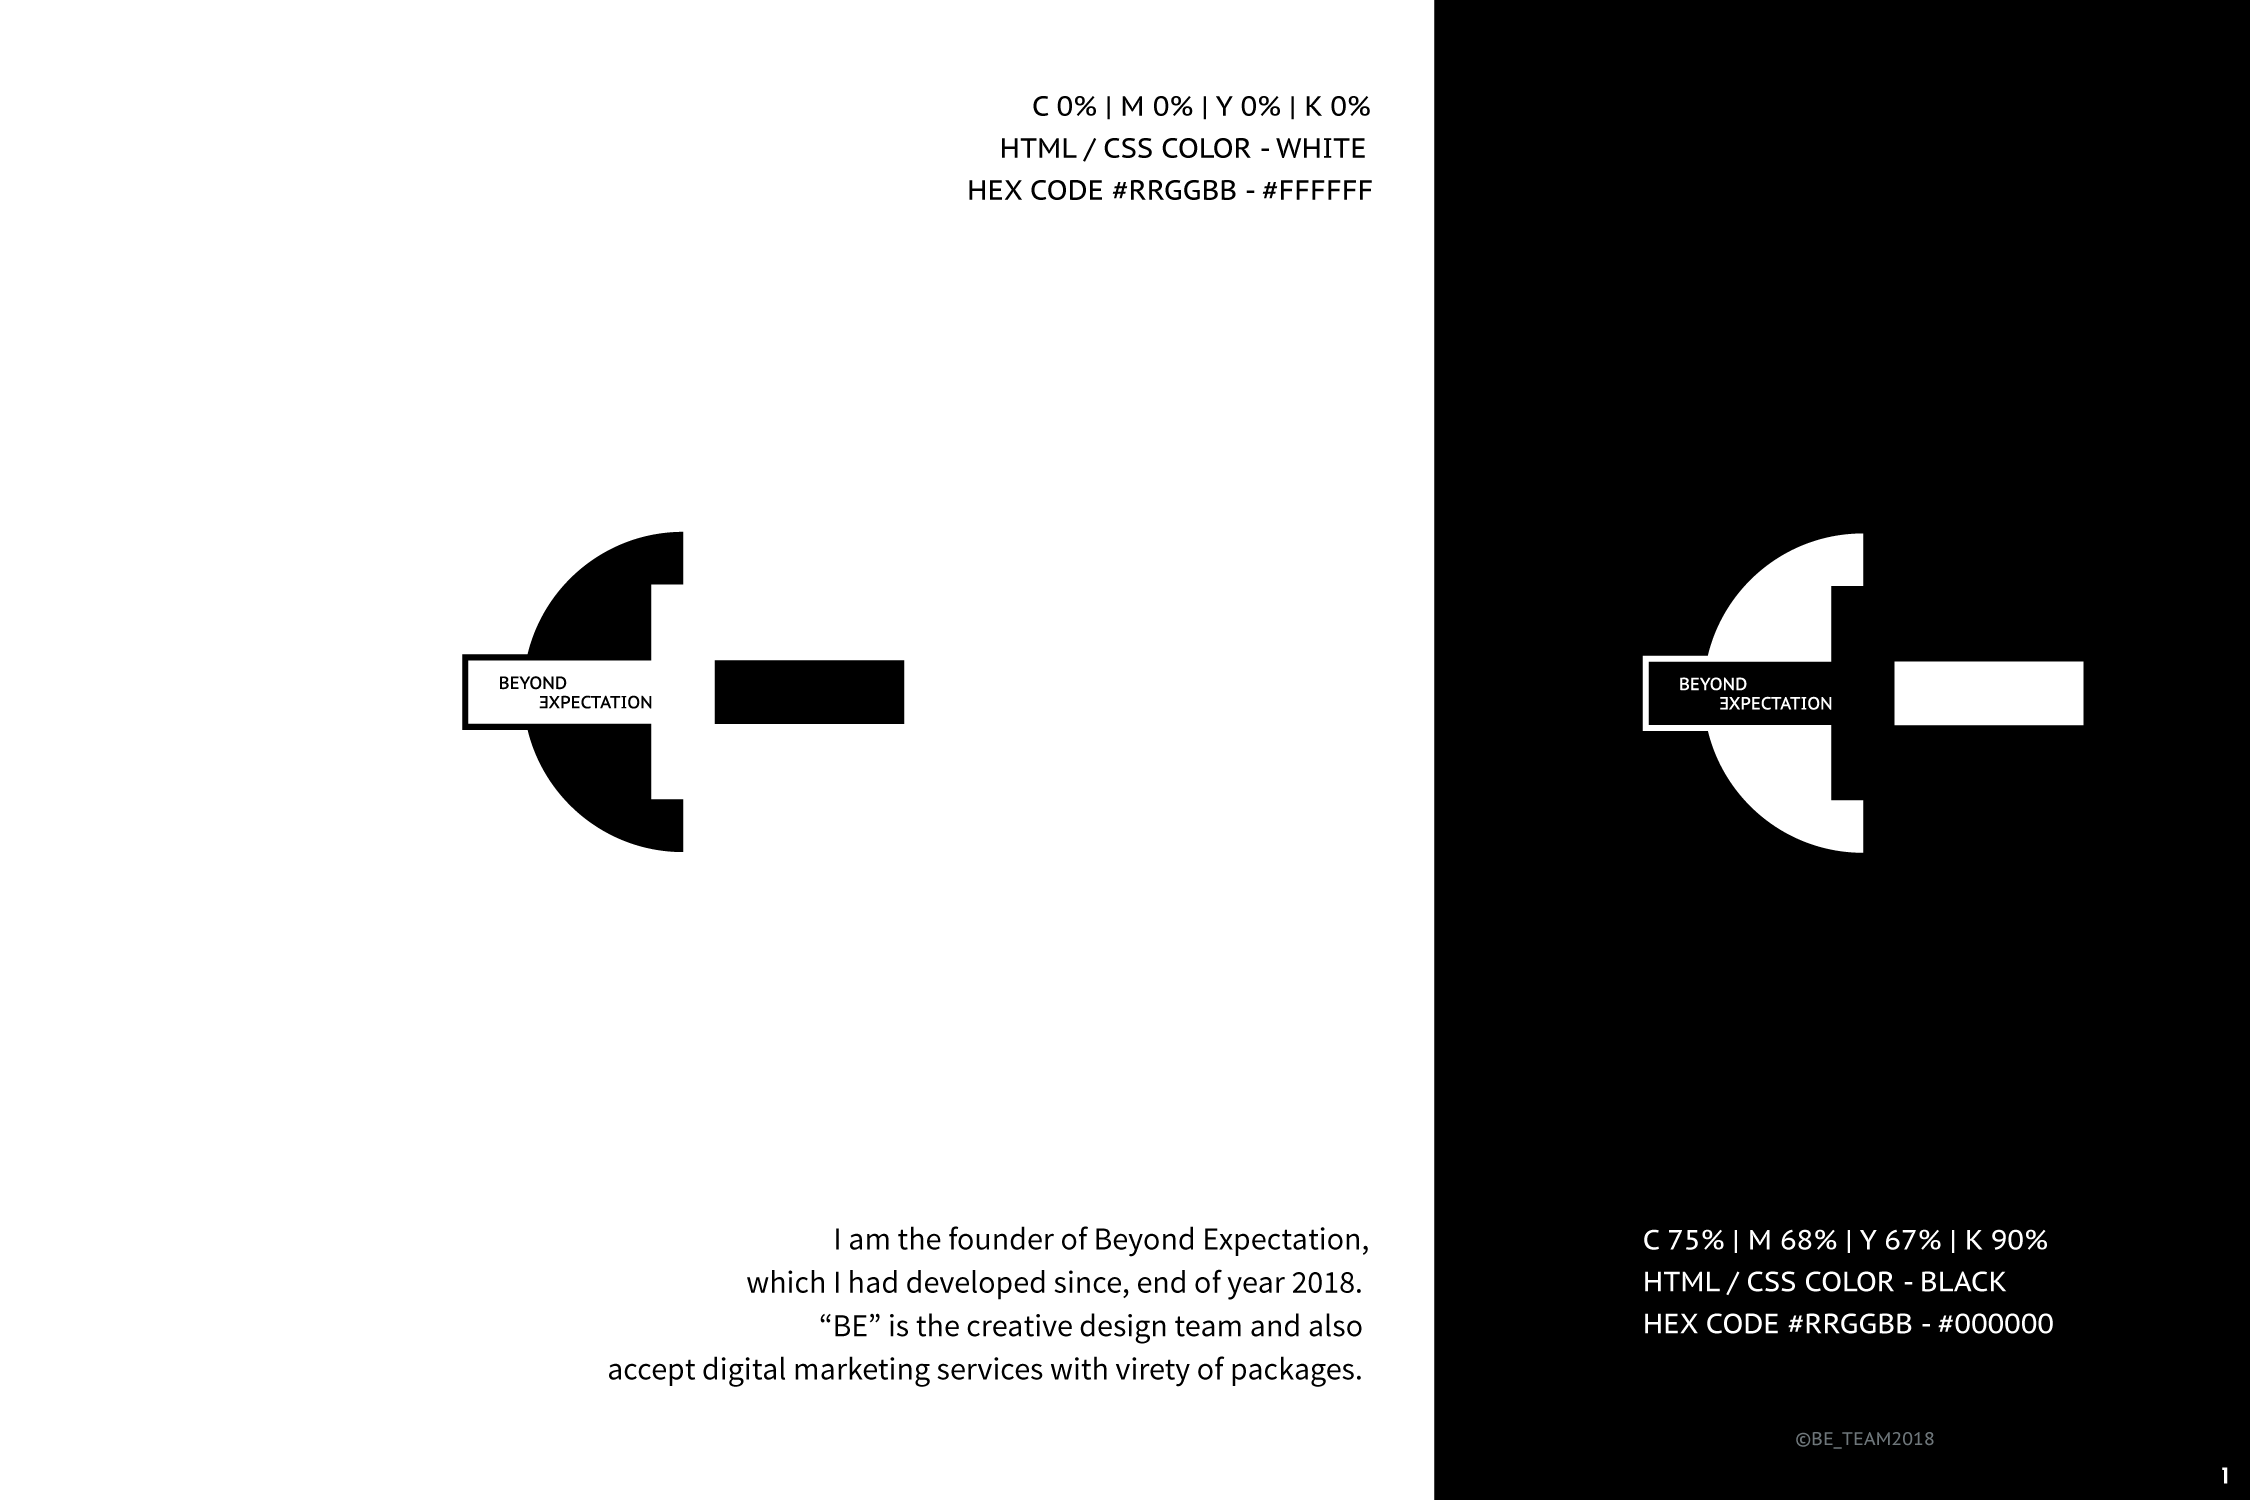 C 0% | M 0% | Y 0% | K 0%
HTML / CSS COLOR - WHITE
HEX CODE #RRGGBB - #FFFFFF
BEYOND
ƎXPECTATION
I am the founder of Beyond Expectation,
which I had developed since, end of year 2018.
“BE” is the creative design team and also
accept digital marketing services with virety of packages.
BEYOND
ƎXPECTATION
C 75% | M 68% | Y 67% | K 90%
HTML / CSS COLOR - BLACK
HEX CODE #RRGGBB - #000000
©BE_TEAM2018
1